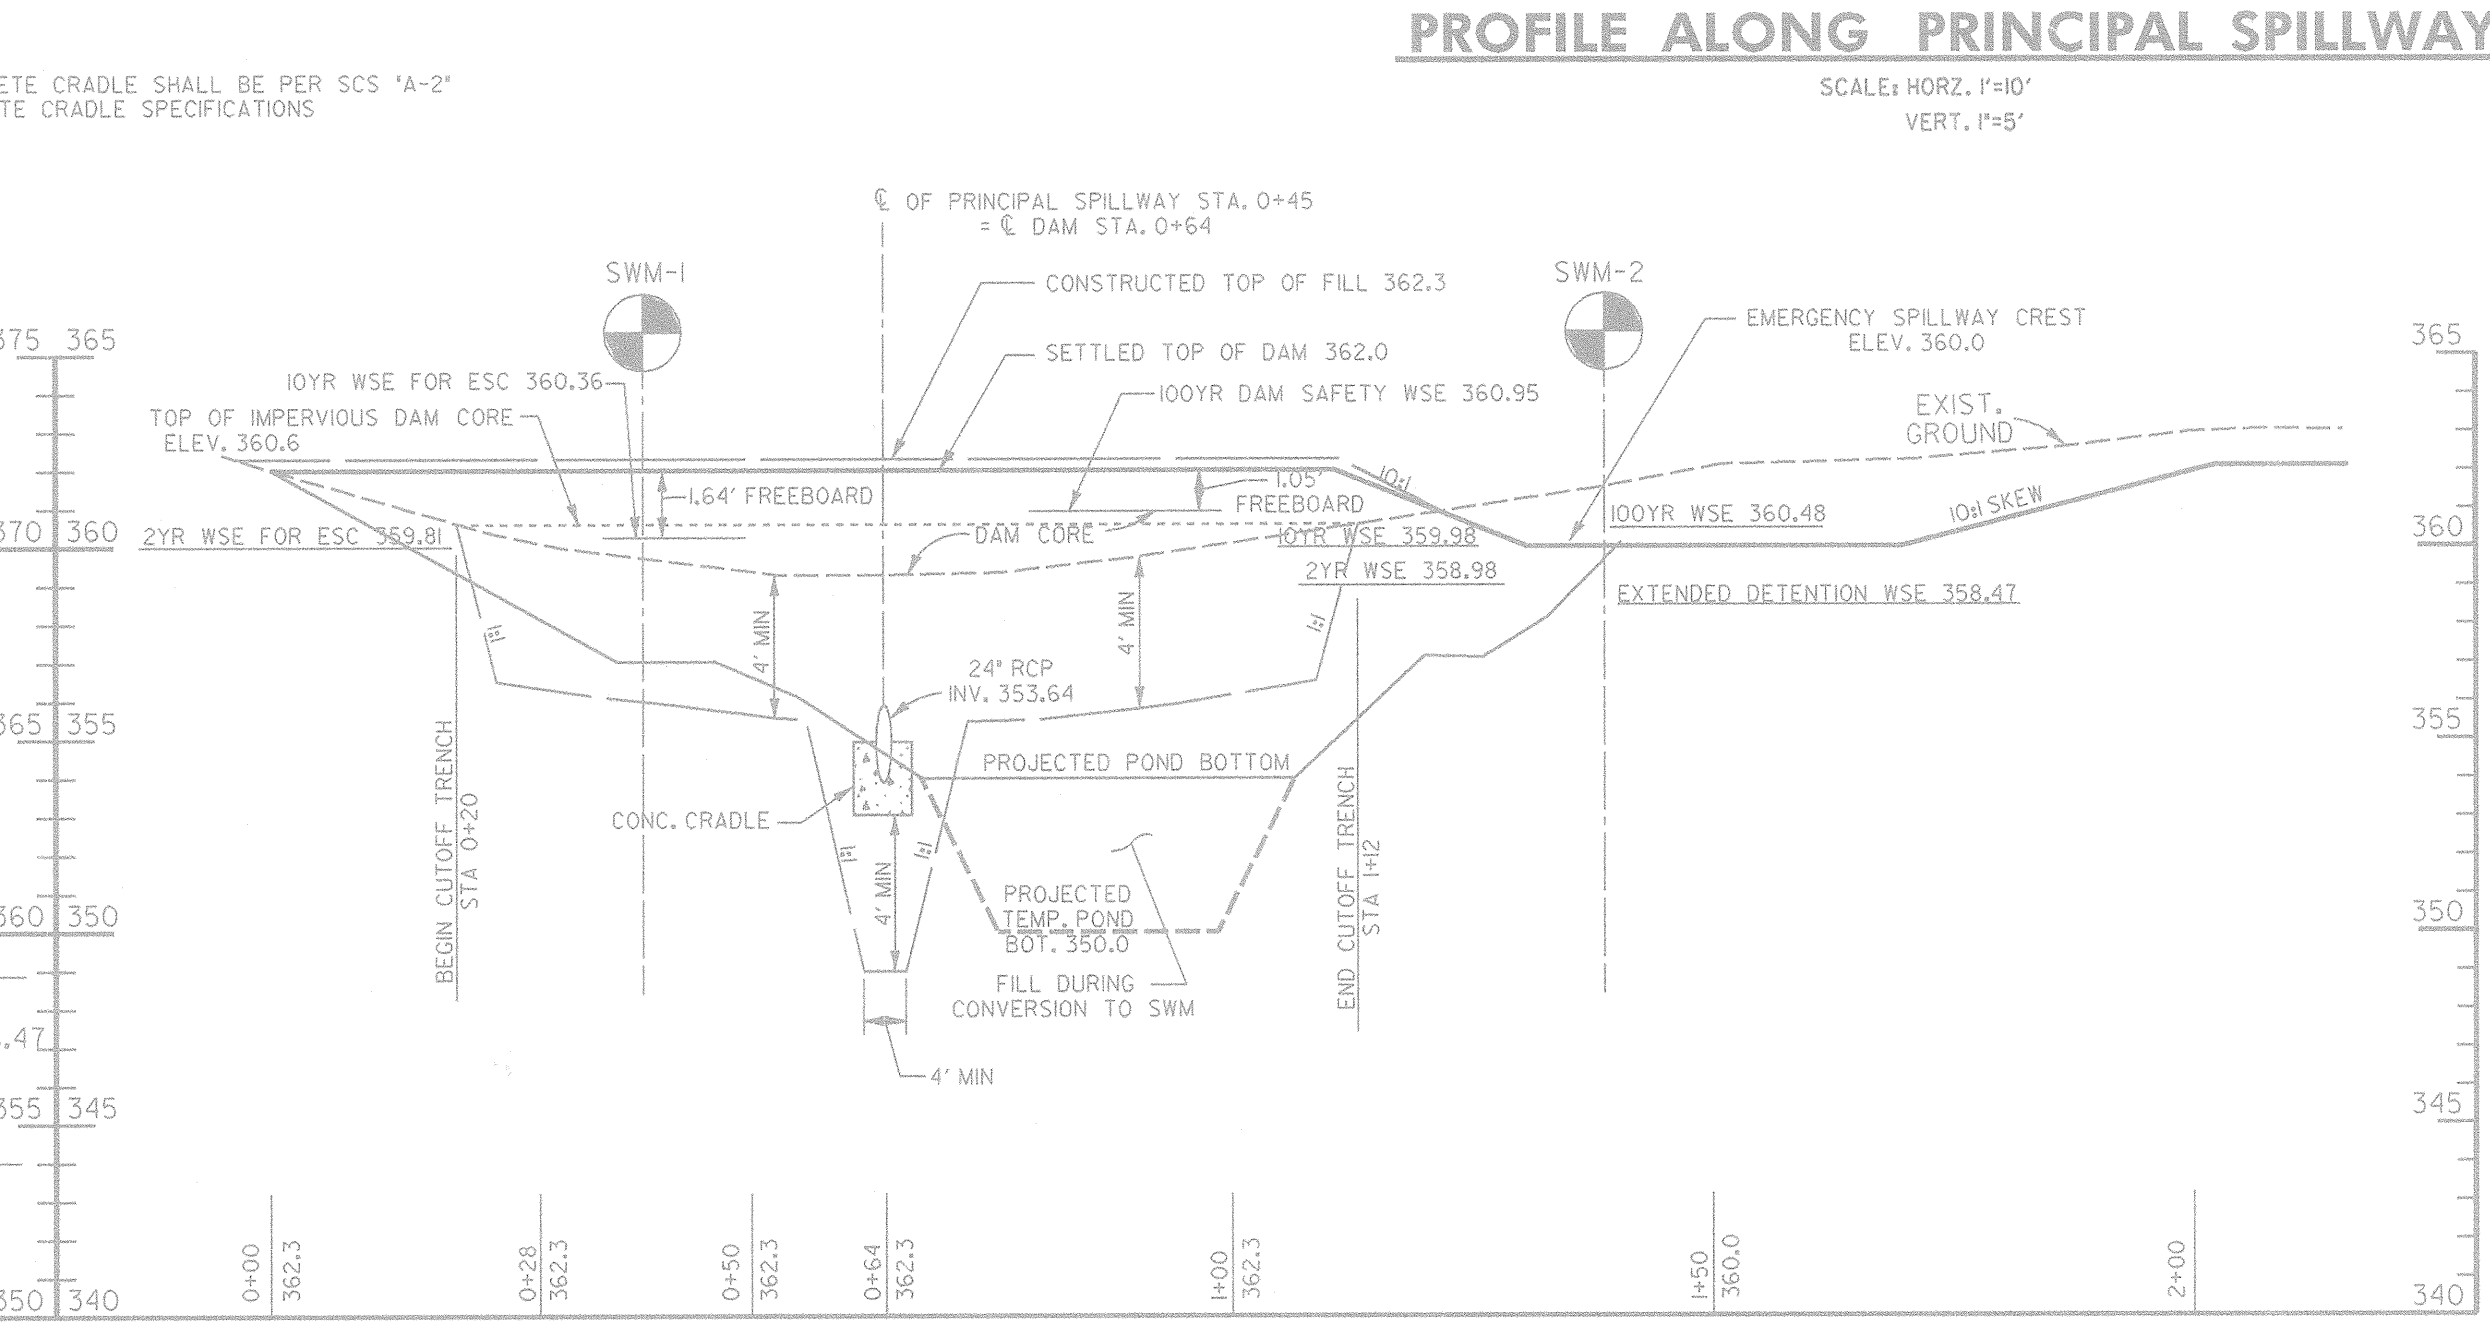 PROFILE ALONG PRINCIPAL SPILLWAY
SCALE: HORZ. 1'=10'
VERT. 1"=5'
ETE CRADLE SHALL BE PER SCS "A-2"
TE CRADLE SPECIFICATIONS
℄ OF PRINCIPAL SPILLWAY STA. 0+45
= ℄ DAM STA. 0+64
SWM-1
SWM-2
CONSTRUCTED TOP OF FILL 362.3
SETTLED TOP OF DAM 362.0
EMERGENCY SPILLWAY CREST
ELEV. 360.0
10YR WSE FOR ESC 360.36
100YR DAM SAFETY WSE 360.95
TOP OF IMPERVIOUS DAM CORE
ELEV. 360.6
EXIST.
GROUND
10:1
1.64' FREEBOARD
1.05'
FREEBOARD
100YR WSE 360.48
10:1 SKEW
2YR WSE FOR ESC 359.81
DAM CORE
10YR WSE 359.98
2YR WSE 358.98
EXTENDED DETENTION WSE 358.47
1:1
4' MIN
4' MIN
1:1
24" RCP
INV. 353.64
PROJECTED POND BOTTOM
CONC. CRADLE
1:1
1:1
4' MIN
BEGIN CUTOFF TRENCH
STA 0+20
END CUTOFF TRENCH
STA 1+12
PROJECTED
TEMP. POND
BOT. 350.0
FILL DURING
CONVERSION TO SWM
4' MIN
375 365
370 360
365 355
360 350
.47
355 345
350 340
365
360
355
350
345
340
0+00
362.3
0+28
362.3
0+50
362.3
0+64
362.3
1+00
362.3
1+50
360.0
2+00